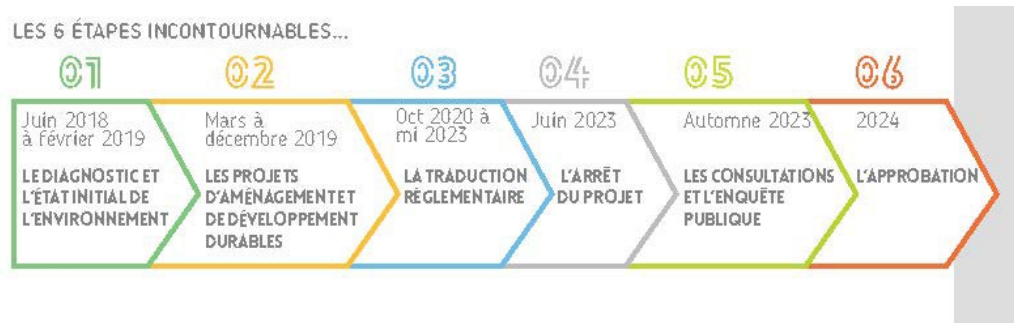 LES 6 ÉTAPES INCONTOURNABLES...
01
Juin 2018
à février 2019
LE DIAGNOSTIC ET
L'ÉTAT INITIAL DE
L'ENVIRONNEMENT
02
Mars à
décembre 2019
LES PROJETS
D'AMÉNAGEMENT ET
DE DÉVELOPPEMENT
DURABLES
03
Oct 2020 à
mi 2023
LA TRADUCTION
RÈGLEMENTAIRE
04
Juin 2023
L'ARRÊT
DU PROJET
05
Automne 2023
LES CONSULTATIONS
ET L'ENQUÊTE
PUBLIQUE
06
2024
L'APPROBATION